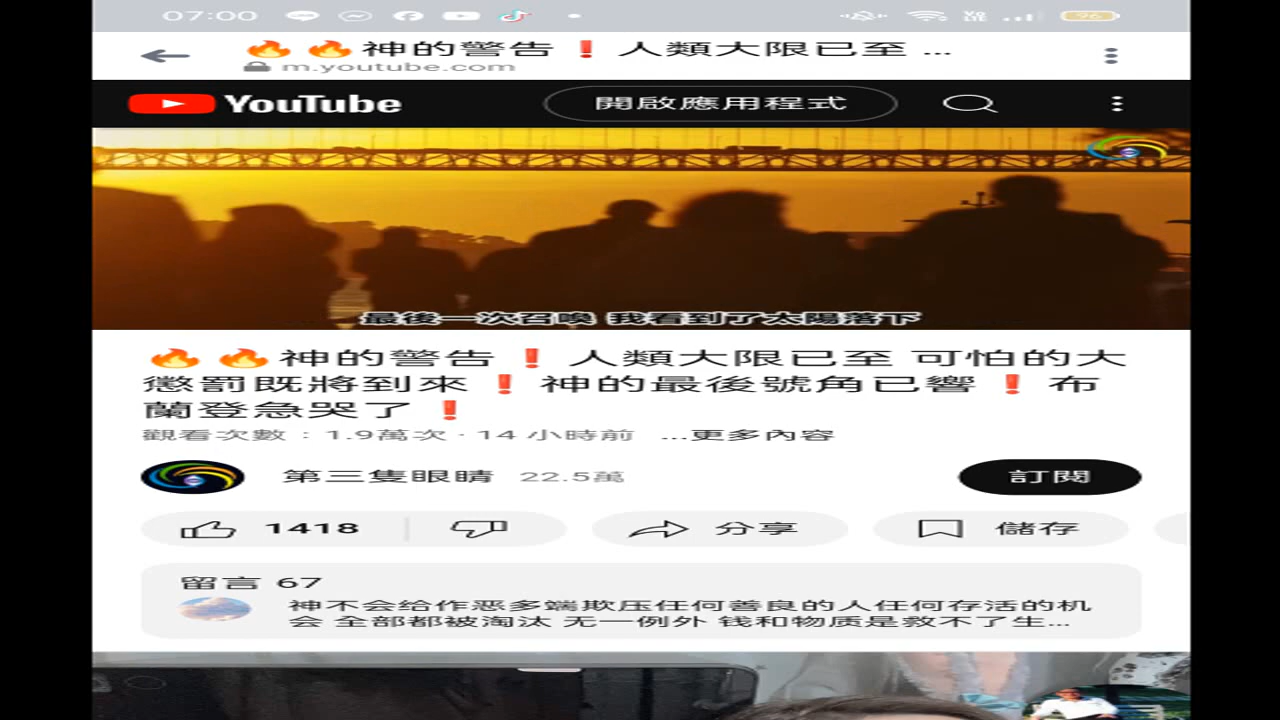 07:00 VO LTE 96
🔥🔥神的警告❗人類大限已至 ...
m.youtube.com
YouTube 開啟應用程式
最後一次召喚 我看到了太陽落下
🔥🔥神的警告❗人類大限已至 可怕的大
懲罰既將到來❗神的最後號角已響❗布
蘭登急哭了❗
觀看次數：1.9萬次 · 14 小時前 ...更多內容
第三隻眼睛 22.5萬 訂閱
1418 分享 儲存
留言 67
神不会给作恶多端欺压任何善良的人任何存活的机
会 全部都被淘汰 无一例外 钱和物质是救不了生...